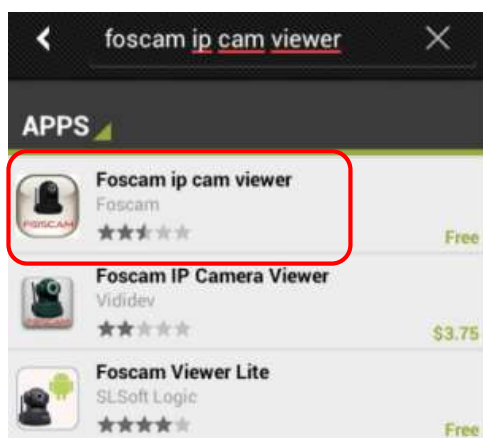 foscam ip cam viewer
APPS
Foscam ip cam viewer
Foscam
Free
Foscam IP Camera Viewer
Vididev
$3.75
Foscam Viewer Lite
SLSoft Logic
Free